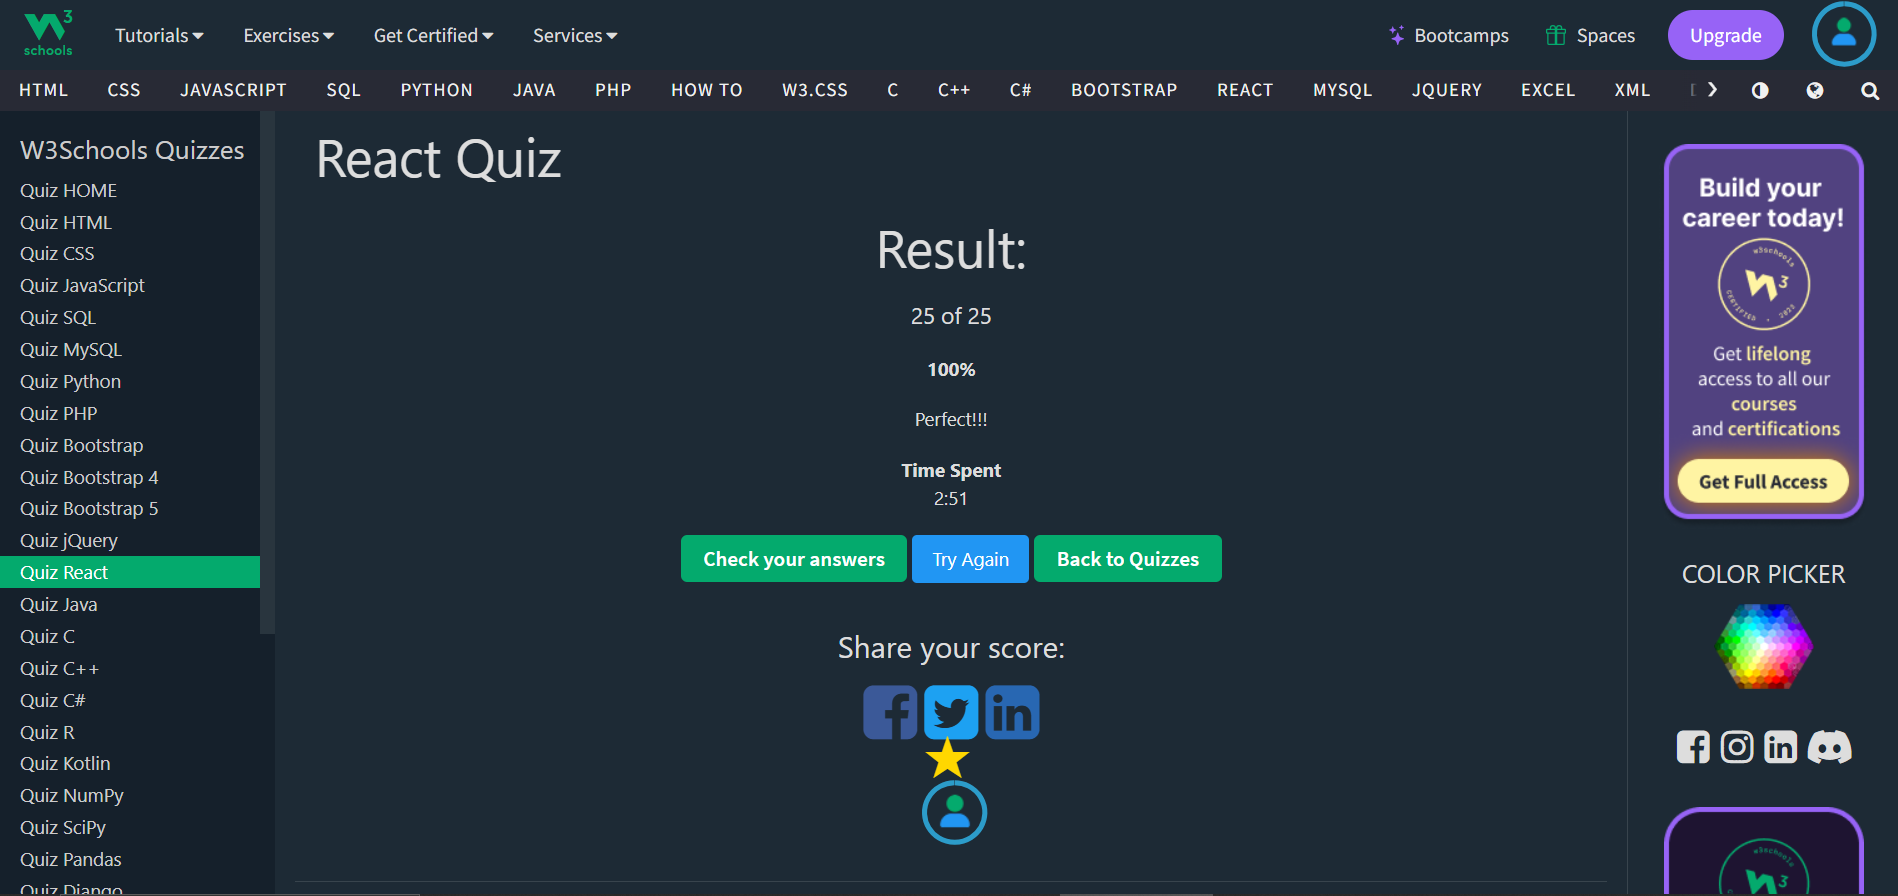 W3
schools
Tutorials
Exercises
Get Certified
Services
Bootcamps
Spaces
Upgrade
HTML
CSS
JAVASCRIPT
SQL
PYTHON
JAVA
PHP
HOW TO
W3.CSS
C
C++
C#
BOOTSTRAP
REACT
MYSQL
JQUERY
EXCEL
XML
W3Schools Quizzes
Quiz HOME
Quiz HTML
Quiz CSS
Quiz JavaScript
Quiz SQL
Quiz MySQL
Quiz Python
Quiz PHP
Quiz Bootstrap
Quiz Bootstrap 4
Quiz Bootstrap 5
Quiz jQuery
Quiz React
Quiz Java
Quiz C
Quiz C++
Quiz C#
Quiz R
Quiz Kotlin
Quiz NumPy
Quiz SciPy
Quiz Pandas
Quiz Django
React Quiz
Result:
25 of 25
100%
Perfect!!!
Time Spent
2:51
Check your answers
Try Again
Back to Quizzes
Share your score:
Build your
career today!
w3schools
W3
CERTIFIED • 2023
Get lifelong
access to all our
courses
and certifications
Get Full Access
COLOR PICKER
w3schools
W3